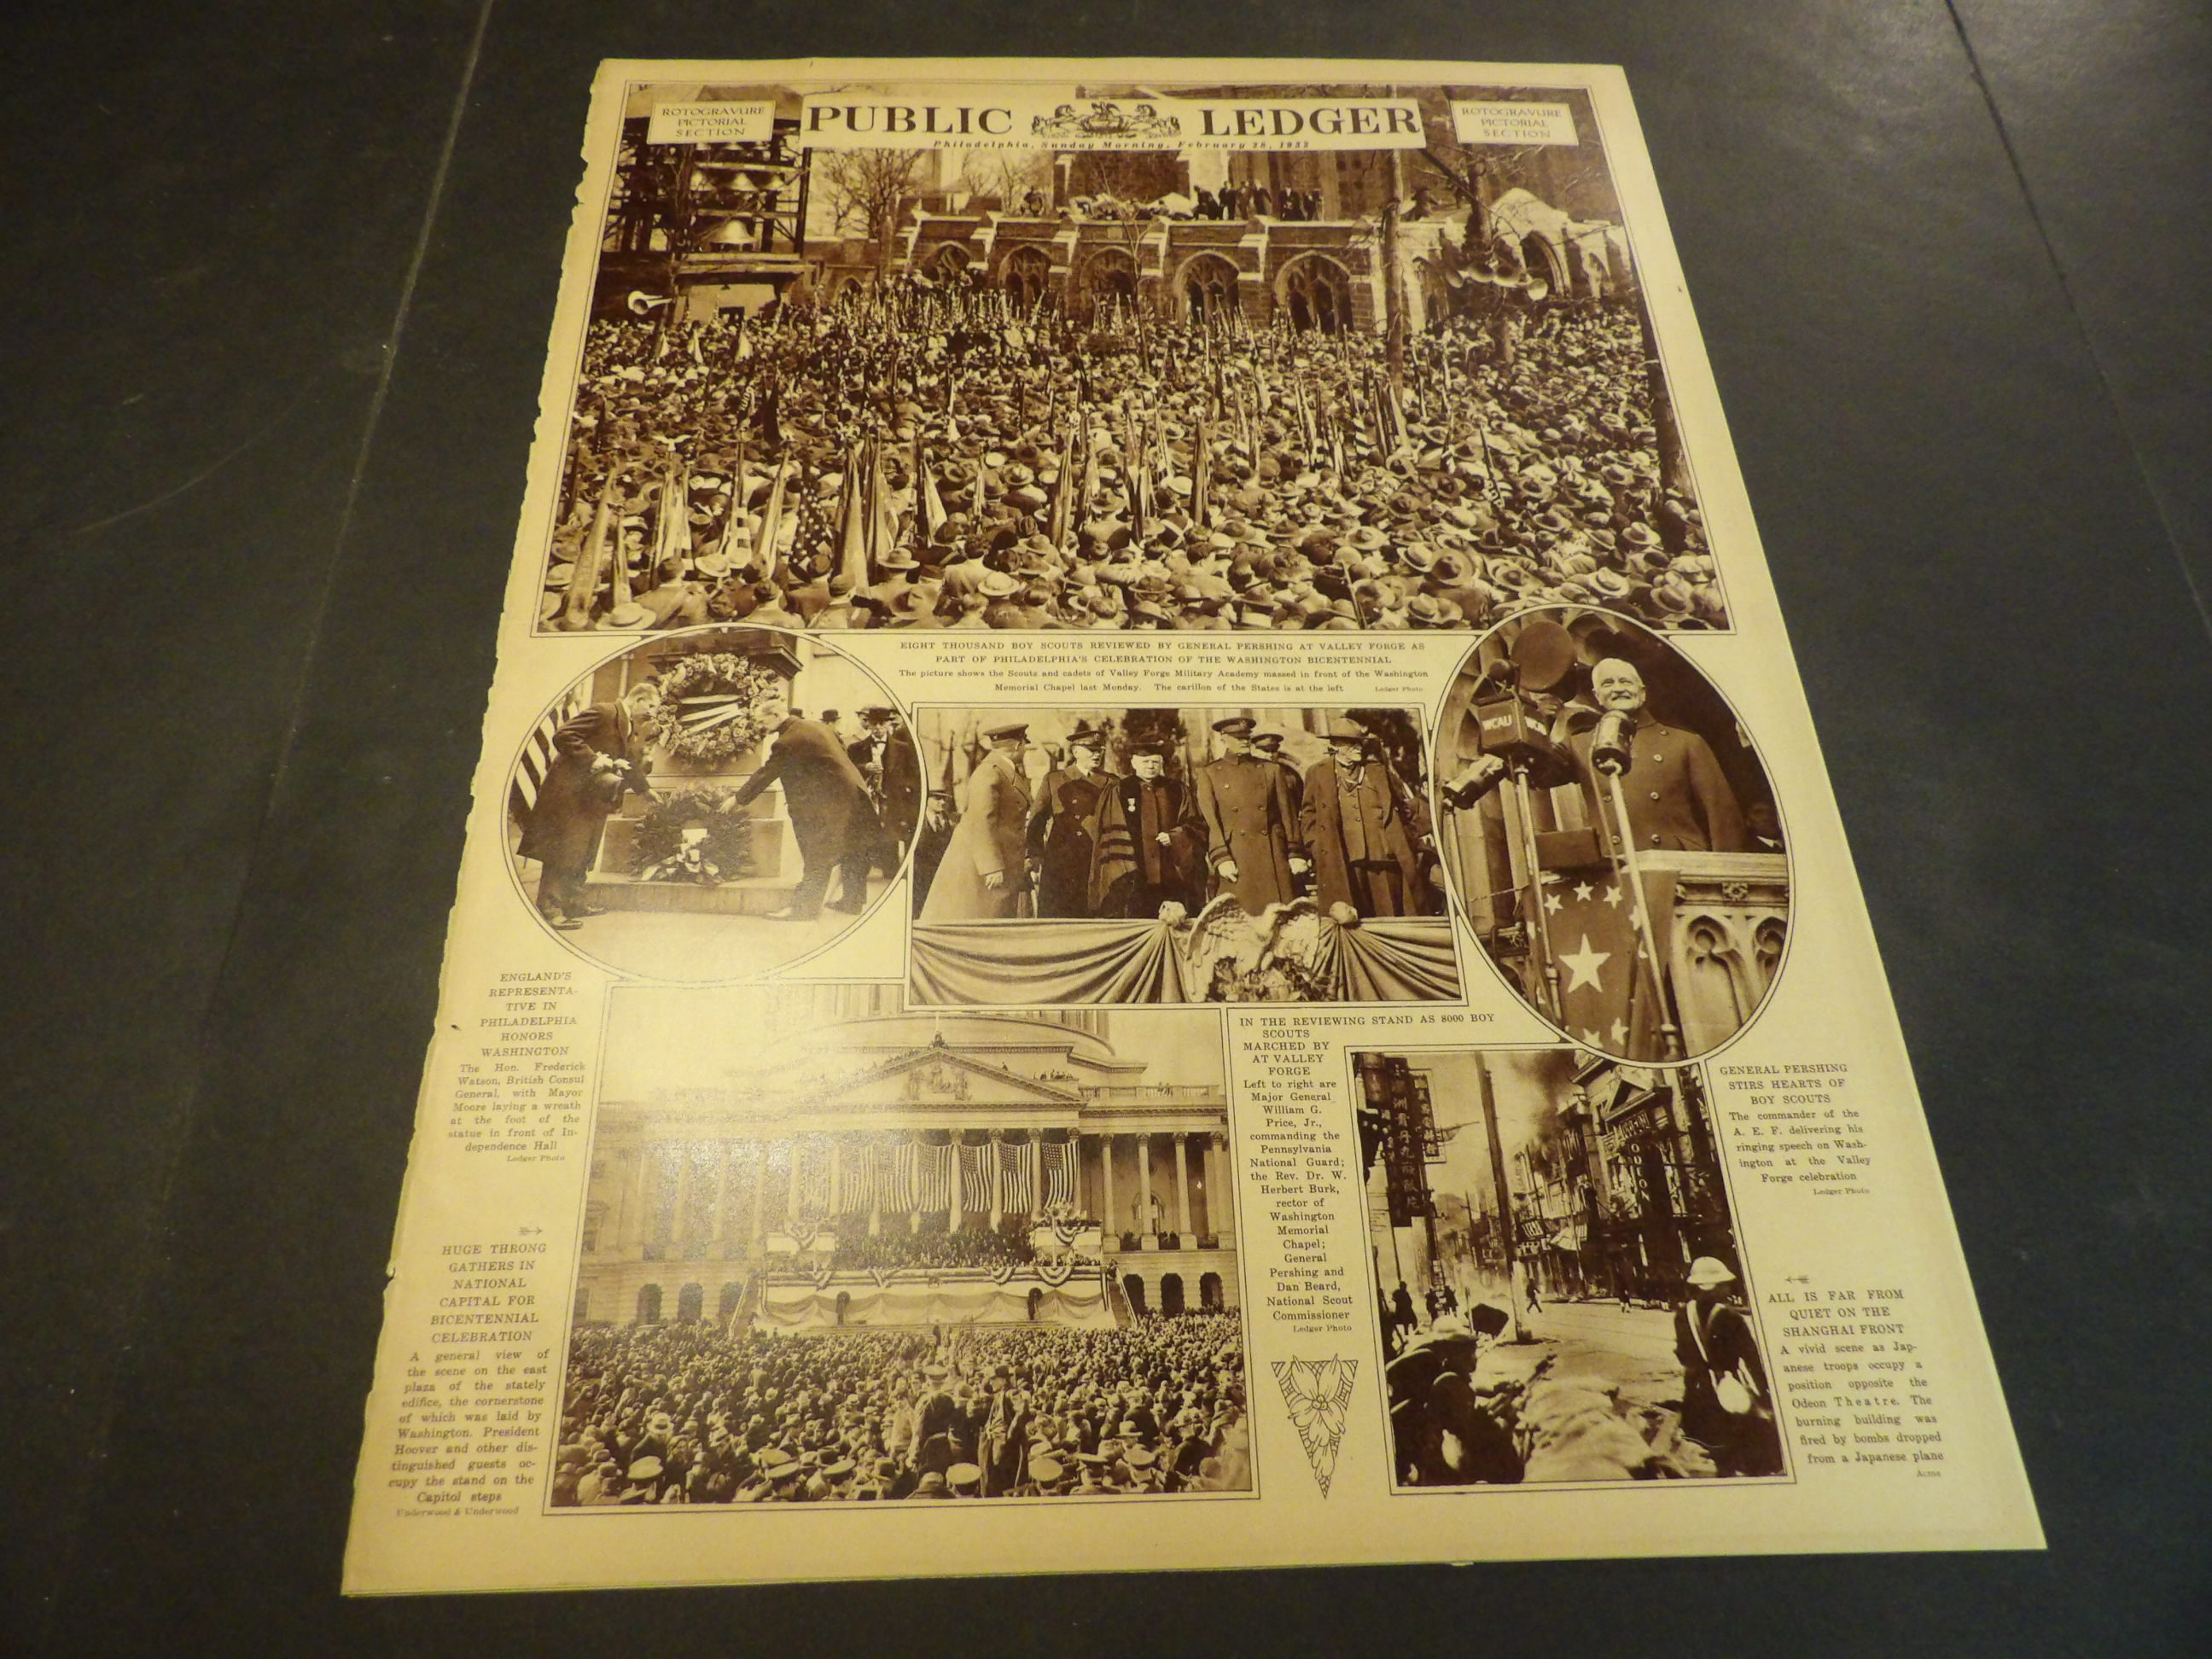 ROTOGRAVURE
PICTORIAL
SECTION
PUBLIC LEDGER
Philadelphia, Sunday Morning, February 28, 1932
ROTOGRAVURE
PICTORIAL
SECTION
EIGHT THOUSAND BOY SCOUTS REVIEWED BY GENERAL PERSHING AT VALLEY FORGE AS
PART OF PHILADELPHIA'S CELEBRATION OF THE WASHINGTON BICENTENNIAL
The picture shows the Scouts and cadets of Valley Forge Military Academy massed in front of the Washington
Memorial Chapel last Monday. The carillon of the States is at the left
Ledger Photo
WCAU
ENGLAND'S
REPRESENTA-
TIVE IN
PHILADELPHIA
HONORS
WASHINGTON
The Hon. Frederick
Watson, British Consul
General, with Mayor
Moore laying a wreath
at the foot of the
statue in front of In-
dependence Hall
Ledger Photo
HUGE THRONG
GATHERS IN
NATIONAL
CAPITAL FOR
BICENTENNIAL
CELEBRATION
A general view of
the scene on the east
plaza of the stately
edifice, the cornerstone
of which was laid by
Washington. President
Hoover and other dis-
tinguished guests oc-
cupy the stand on the
Capitol steps
Underwood & Underwood
IN THE REVIEWING STAND AS 8000 BOY
SCOUTS
MARCHED BY
AT VALLEY
FORGE
Left to right are
Major General
William G.
Price, Jr.,
commanding the
Pennsylvania
National Guard;
the Rev. Dr. W.
Herbert Burk,
rector of
Washington
Memorial
Chapel;
General
Pershing and
Dan Beard,
National Scout
Commissioner
Ledger Photo
ODEON
GENERAL PERSHING
STIRS HEARTS OF
BOY SCOUTS
The commander of the
A. E. F. delivering his
ringing speech on Wash-
ington at the Valley
Forge celebration
Ledger Photo
ALL IS FAR FROM
QUIET ON THE
SHANGHAI FRONT
A vivid scene as Jap-
anese troops occupy a
position opposite the
Odeon Theatre. The
burning building was
fired by bombs dropped
from a Japanese plane
Acme